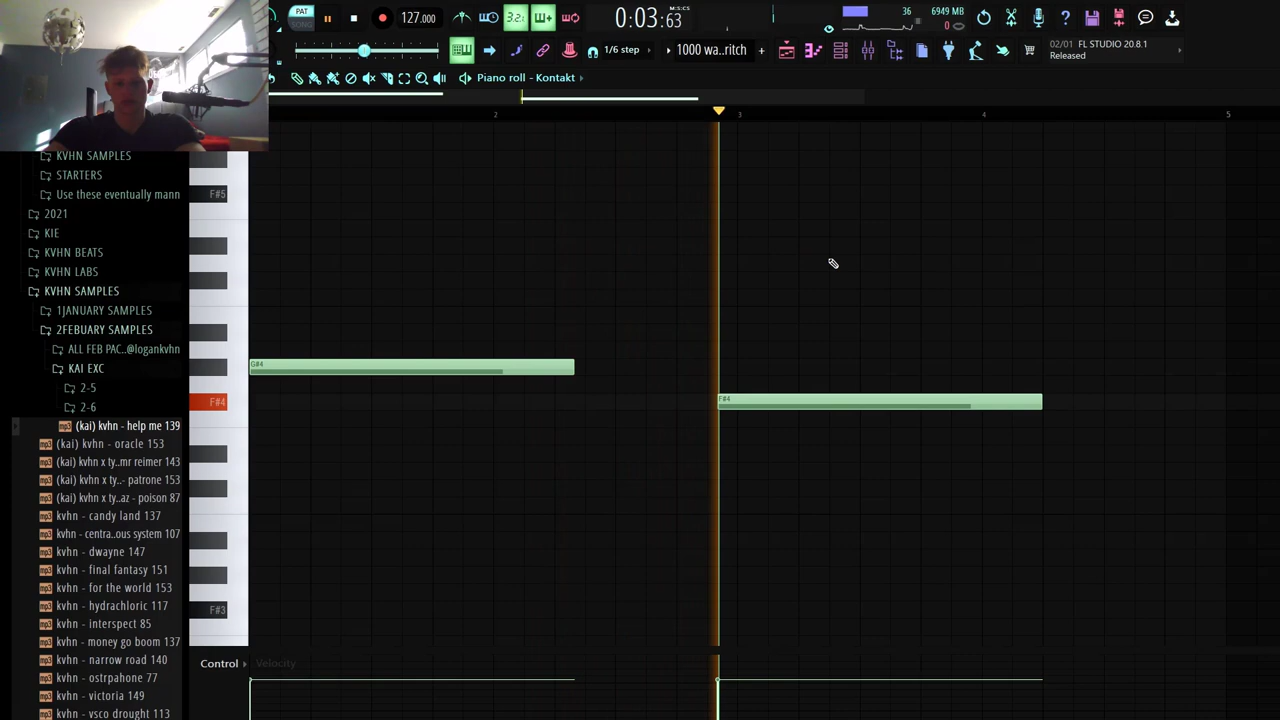 PAT
SONG
127.000
3.2
0:03:63
M:S:CS
36
6949 MB
0
1/6 step
1000 wa..ritch
02/01 FL STUDIO 20.8.1
Released
Piano roll - Kontakt
2
3
4
5
KVHN SAMPLES
STARTERS
Use these eventually mann
2021
KIE
KVHN BEATS
KVHN LABS
KVHN SAMPLES
1JANUARY SAMPLES
2FEBUARY SAMPLES
ALL FEB PAC..@logankvhn
KAI EXC
2-5
2-6
(kai) kvhn - help me 139
(kai) kvhn - oracle 153
(kai) kvhn x ty..mr reimer 143
(kai) kvhn x ty..- patrone 153
(kai) kvhn x ty..az - poison 87
kvhn - candy land 137
kvhn - centra..ous system 107
kvhn - dwayne 147
kvhn - final fantasy 151
kvhn - for the world 153
kvhn - hydrachloric 117
kvhn - interspect 85
kvhn - money go boom 137
kvhn - narrow road 140
kvhn - ostrpahone 77
kvhn - victoria 149
kvhn - vsco drought 113
F#5
G#4
F#4
F#4
F#3
Control
Velocity